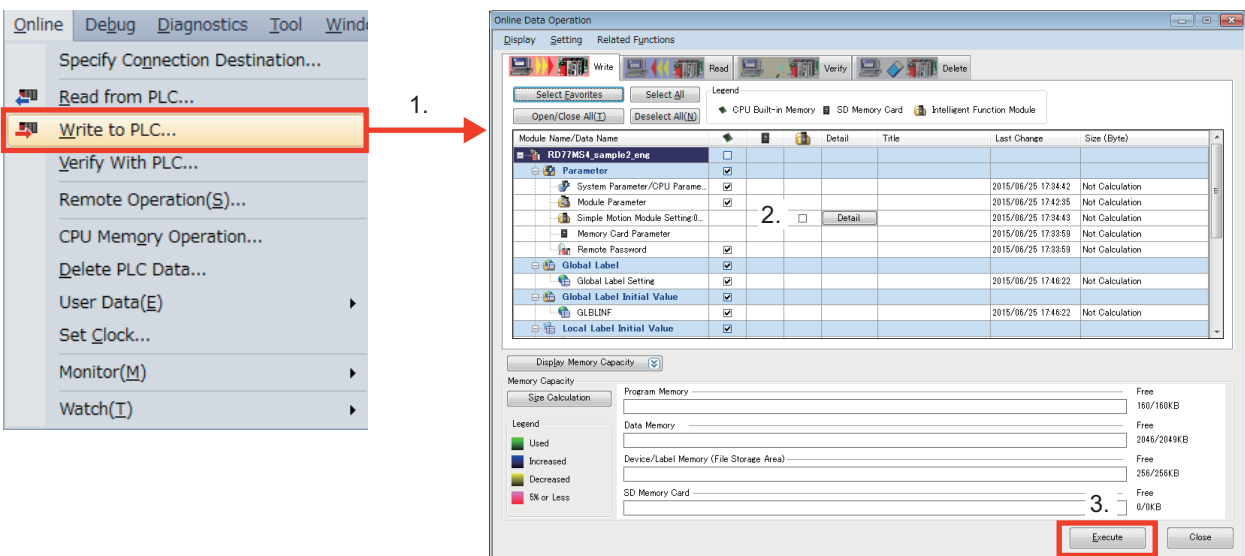 Online Debug Diagnostics Tool
Specify Connection Destination...
Read from PLC...
Write to PLC...
Verify With PLC...
Remote Operation(S)...
CPU Memory Operation...
Delete PLC Data...
User Data(E)
Set Clock...
Monitor(M)
Watch(T)
1.
Online Data Operation
Display Setting Related Functions
Write Read Verify Delete
Select Favorites Select All Legend
CPU Built-in Memory SD Memory Card Intelligent Function Module
Open/Close All(T) Deselect All(N)
Module Name/Data Name Detail Title Last Change Size (Byte)
RD77MS4_sample2_eng
Parameter
System Parameter/CPU Parame... 2015/06/25 17:34:42 Not Calculation
Module Parameter 2015/06/25 17:42:35 Not Calculation
Simple Motion Module Setting:0... 2. Detail 2015/06/25 17:34:43 Not Calculation
Memory Card Parameter 2015/06/25 17:33:59 Not Calculation
Remote Password 2015/06/25 17:33:59 Not Calculation
Global Label
Global Label Setting 2015/06/25 17:46:22 Not Calculation
Global Label Initial Value
GLBLINF 2015/06/25 17:46:22 Not Calculation
Local Label Initial Value
Display Memory Capacity
Memory Capacity
Size Calculation Program Memory Free
160/160KB
Legend Data Memory Free
Used 2046/2049KB
Increased Device/Label Memory (File Storage Area) Free
Decreased 256/256KB
5% or Less SD Memory Card Free
3. 0/0KB
Execute Close